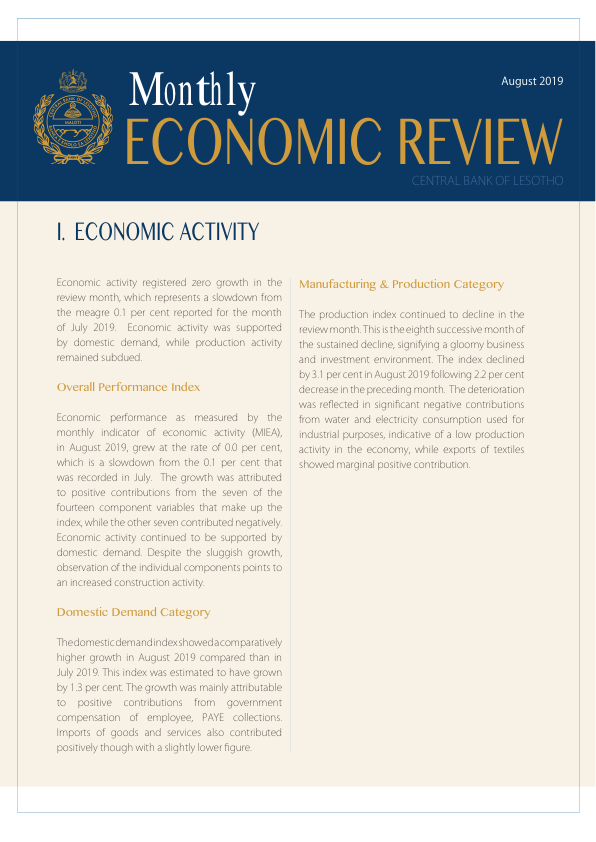 August 2019
Monthly
ECONOMIC REVIEW
CENTRAL BANK OF LESOTHO
CENTRAL BANK OF LESOTHO
MALOTI
I. ECONOMIC ACTIVITY
Economic activity registered zero growth in the
review month, which represents a slowdown from
the meagre 0.1 per cent reported for the month
of July 2019. Economic activity was supported
by domestic demand, while production activity
remained subdued.
Overall Performance Index
Economic performance as measured by the
monthly indicator of economic activity (MIEA),
in August 2019, grew at the rate of 0.0 per cent,
which is a slowdown from the 0.1 per cent that
was recorded in July. The growth was attributed
to positive contributions from the seven of the
fourteen component variables that make up the
index, while the other seven contributed negatively.
Economic activity continued to be supported by
domestic demand. Despite the sluggish growth,
observation of the individual components points to
an increased construction activity.
Domestic Demand Category
The domestic demand index showed a comparatively
higher growth in August 2019 compared than in
July 2019. This index was estimated to have grown
by 1.3 per cent. The growth was mainly attributable
to positive contributions from government
compensation of employee, PAYE collections.
Imports of goods and services also contributed
positively though with a slightly lower figure.
Manufacturing & Production Category
The production index continued to decline in the
review month. This is the eighth successive month of
the sustained decline, signifying a gloomy business
and investment environment. The index declined
by 3.1 per cent in August 2019 following 2.2 per cent
decrease in the preceding month. The deterioration
was reflected in significant negative contributions
from water and electricity consumption used for
industrial purposes, indicative of a low production
activity in the economy, while exports of textiles
showed marginal positive contribution.